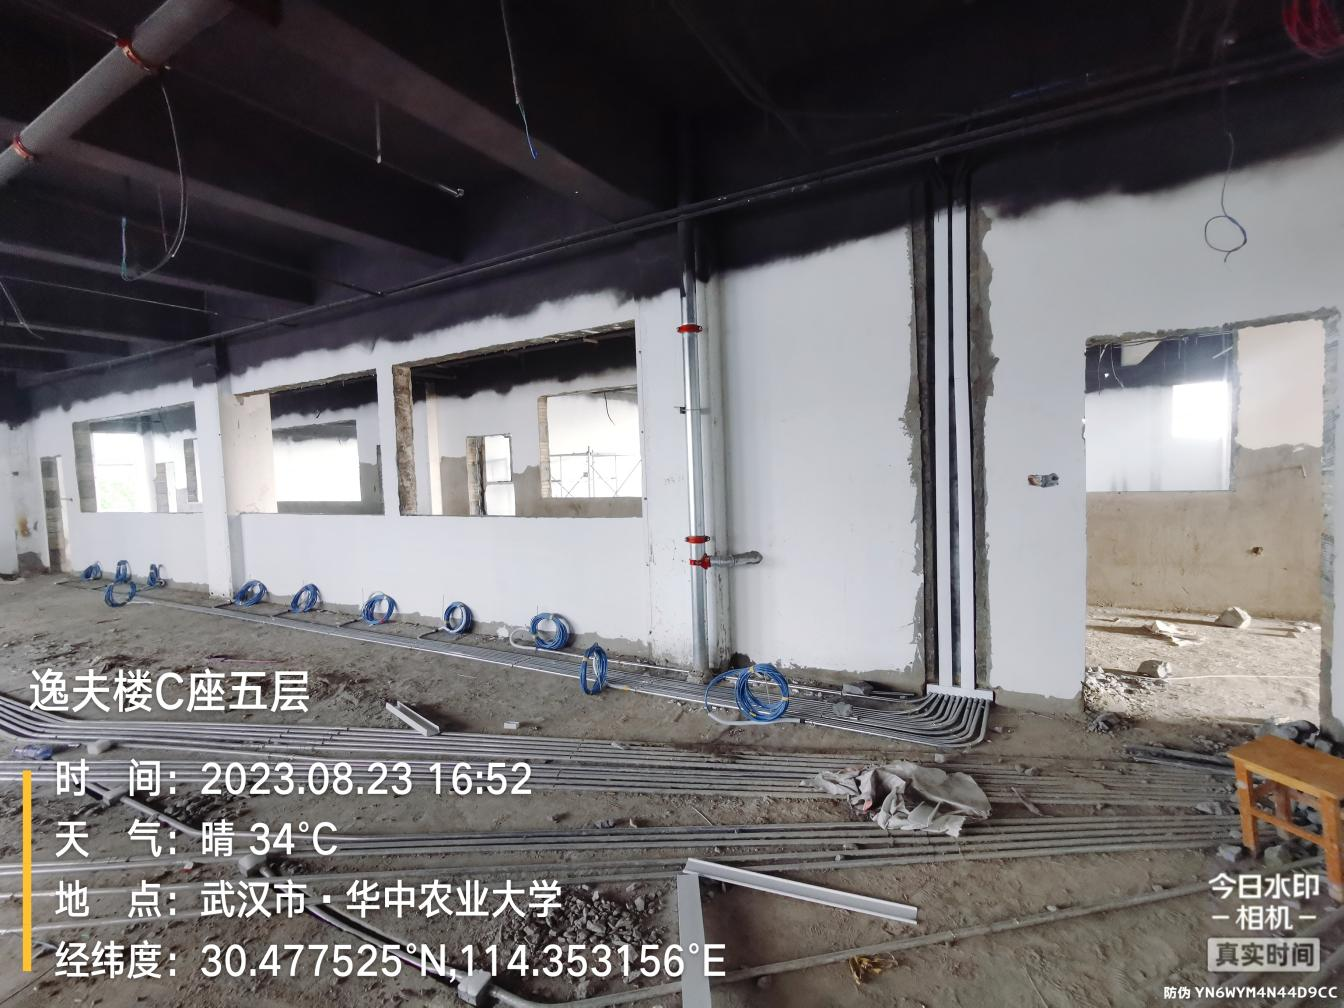 逸夫楼C座五层
时 间：2023.08.23 16:52
天 气：晴 34°C
地 点：武汉市·华中农业大学
经纬度：30.477525°N,114.353156°E
今日水印
-相机-
真实时间
防伪 YN6WYM4N44D9CC